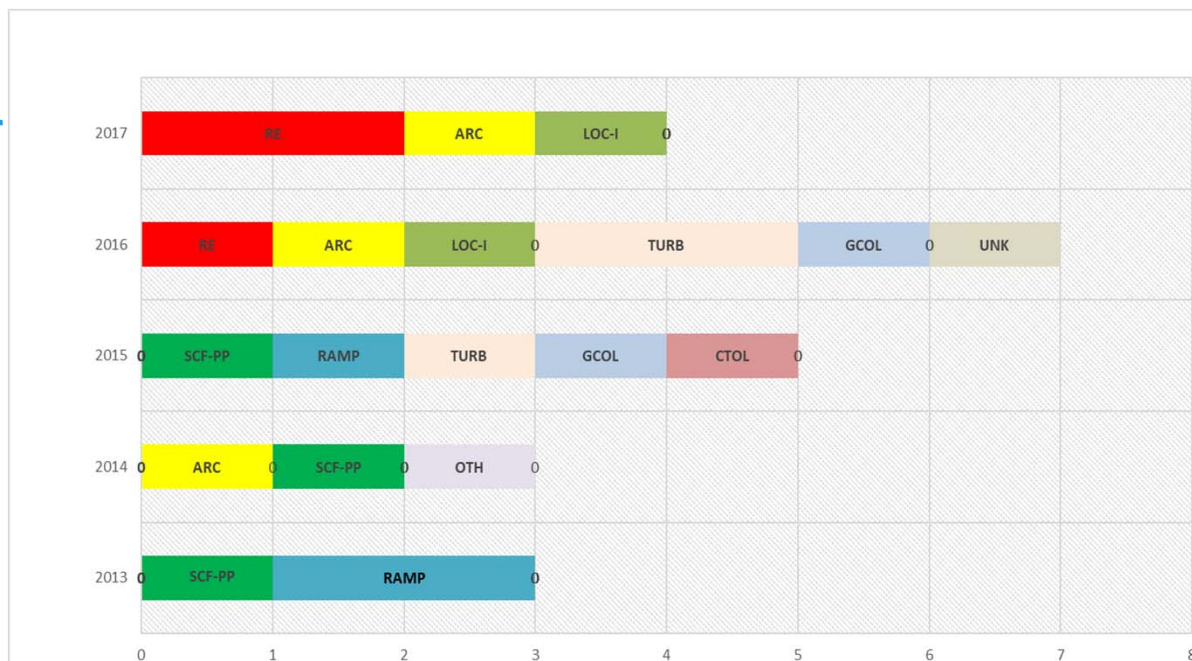 2017 RE ARC LOC-I 0
2016 RE ARC LOC-I 0 TURB GCOL 0 UNK
2015 0 SCF-PP RAMP TURB GCOL CTOL 0
2014 0 ARC 0 SCF-PP 0 OTH 0
2013 0 SCF-PP RAMP 0
0 1 2 3 4 5 6 7 8